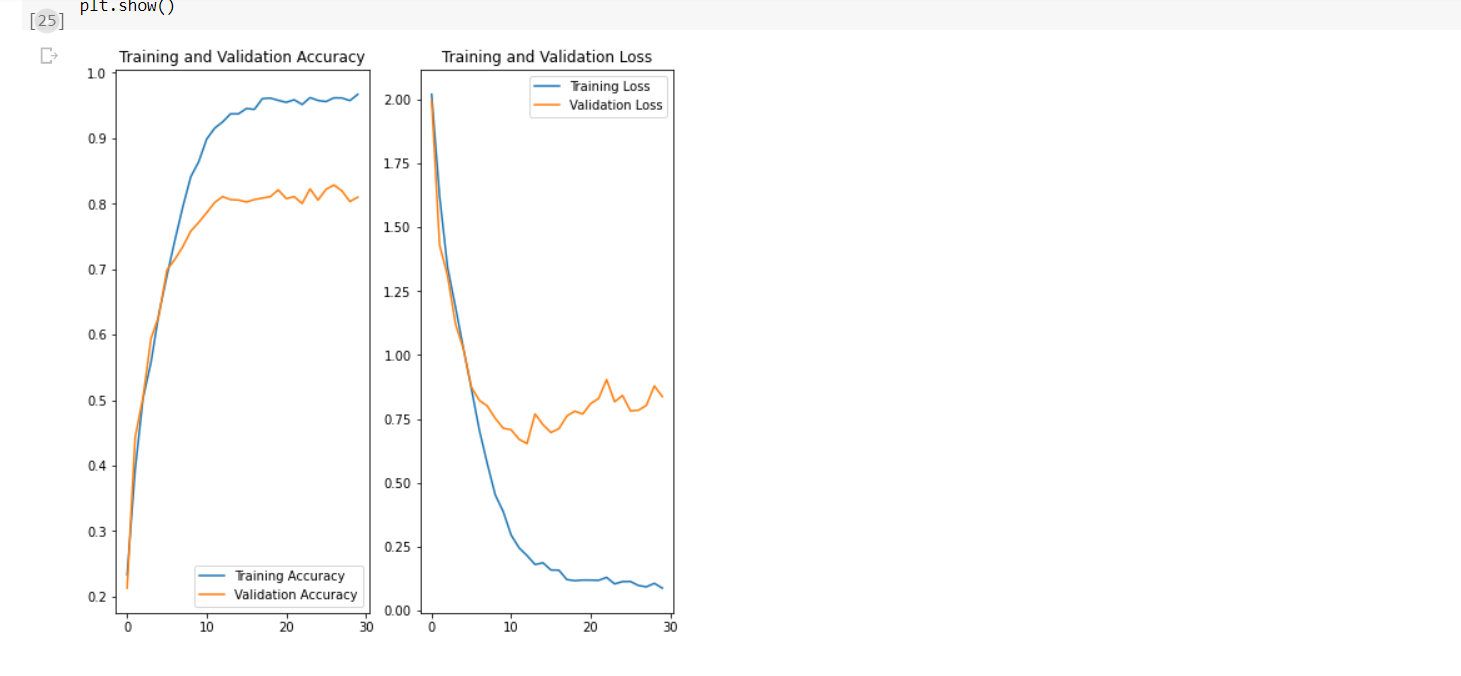 plt.show()
[25]
Training and Validation Accuracy
1.0
0.9
0.8
0.7
0.6
0.5
0.4
0.3
0.2
0 10 20 30
Training Accuracy
Validation Accuracy
Training and Validation Loss
2.00
1.75
1.50
1.25
1.00
0.75
0.50
0.25
0.00
0 10 20 30
Training Loss
Validation Loss